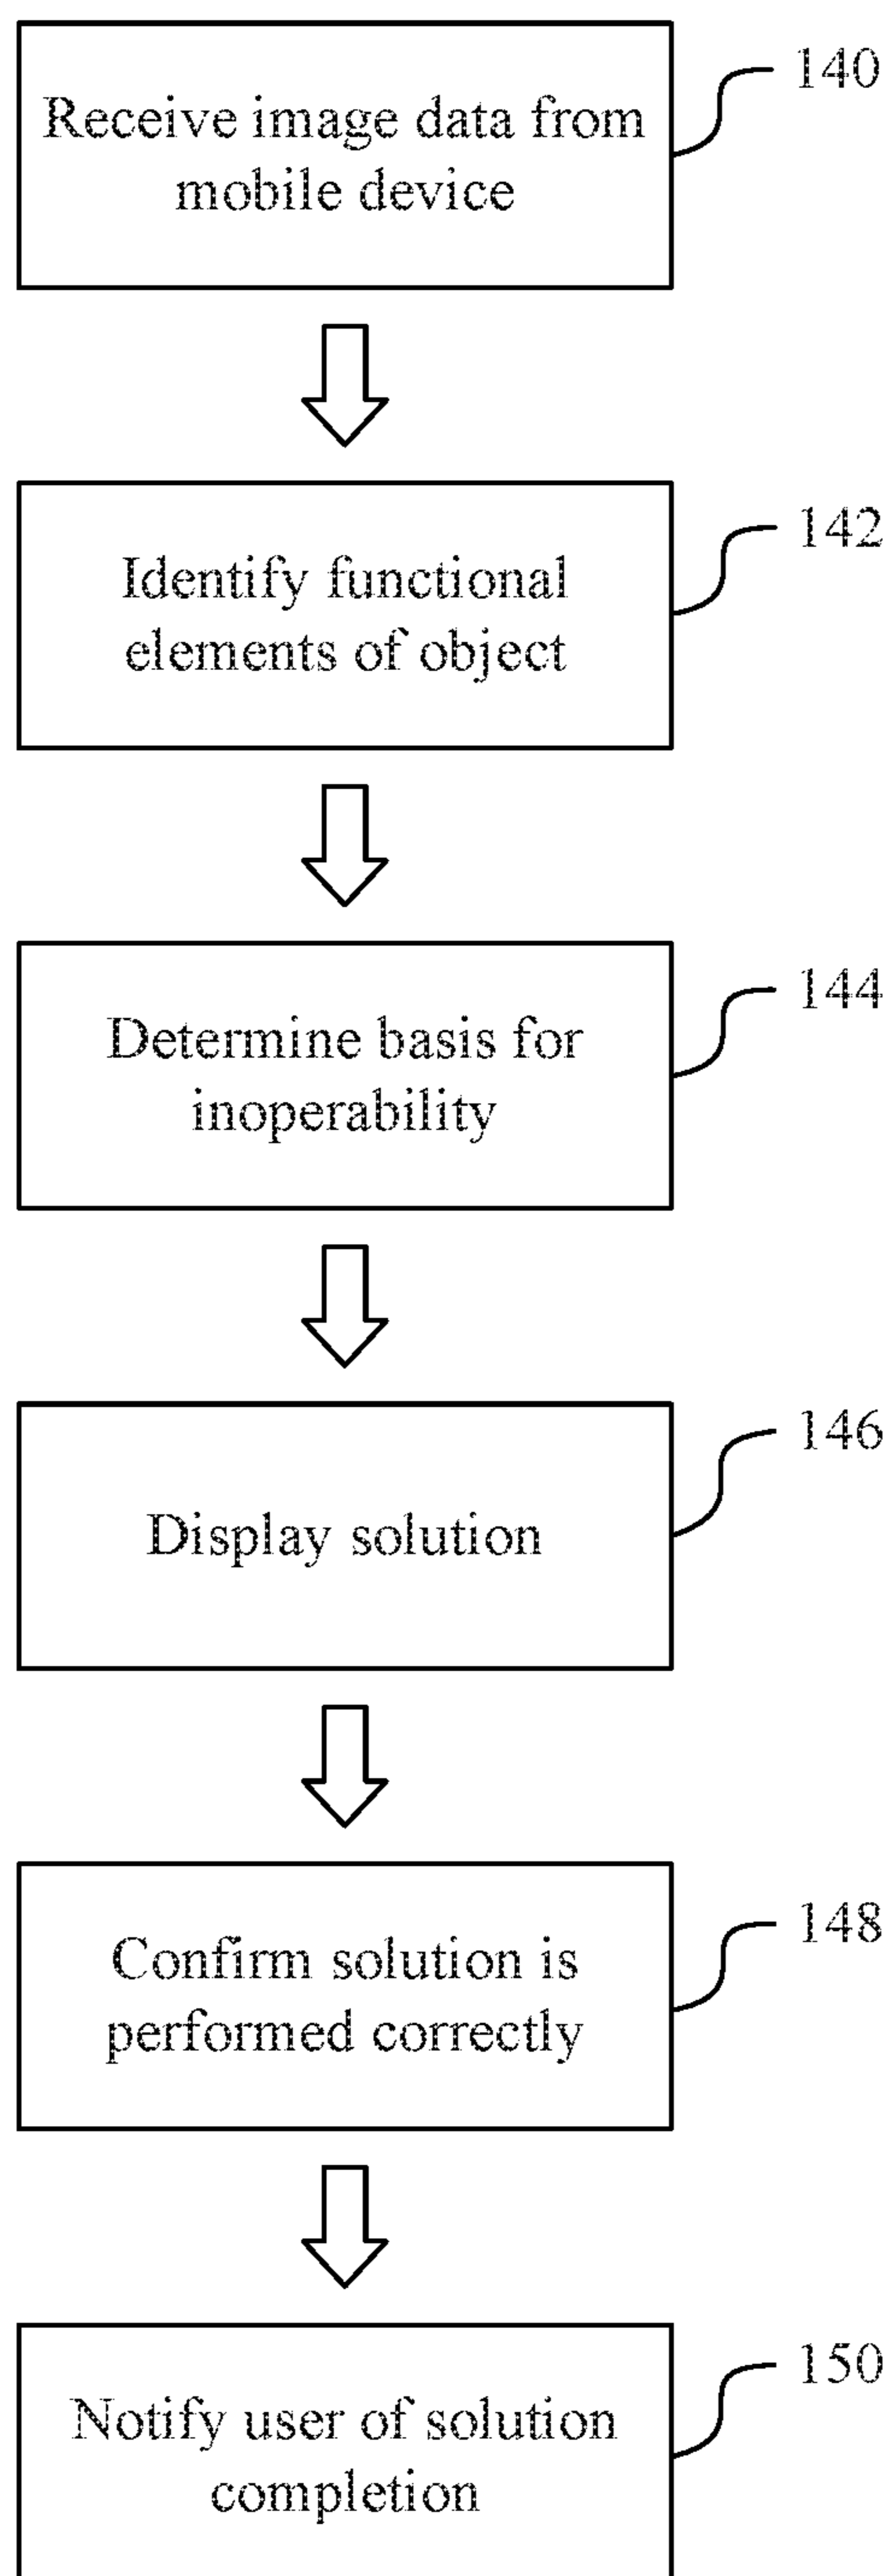 Receive image data from
mobile device
140
Identify functional
elements of object
142
Determine basis for
inoperability
144
Display solution
146
Confirm solution is
performed correctly
148
Notify user of solution
completion
150